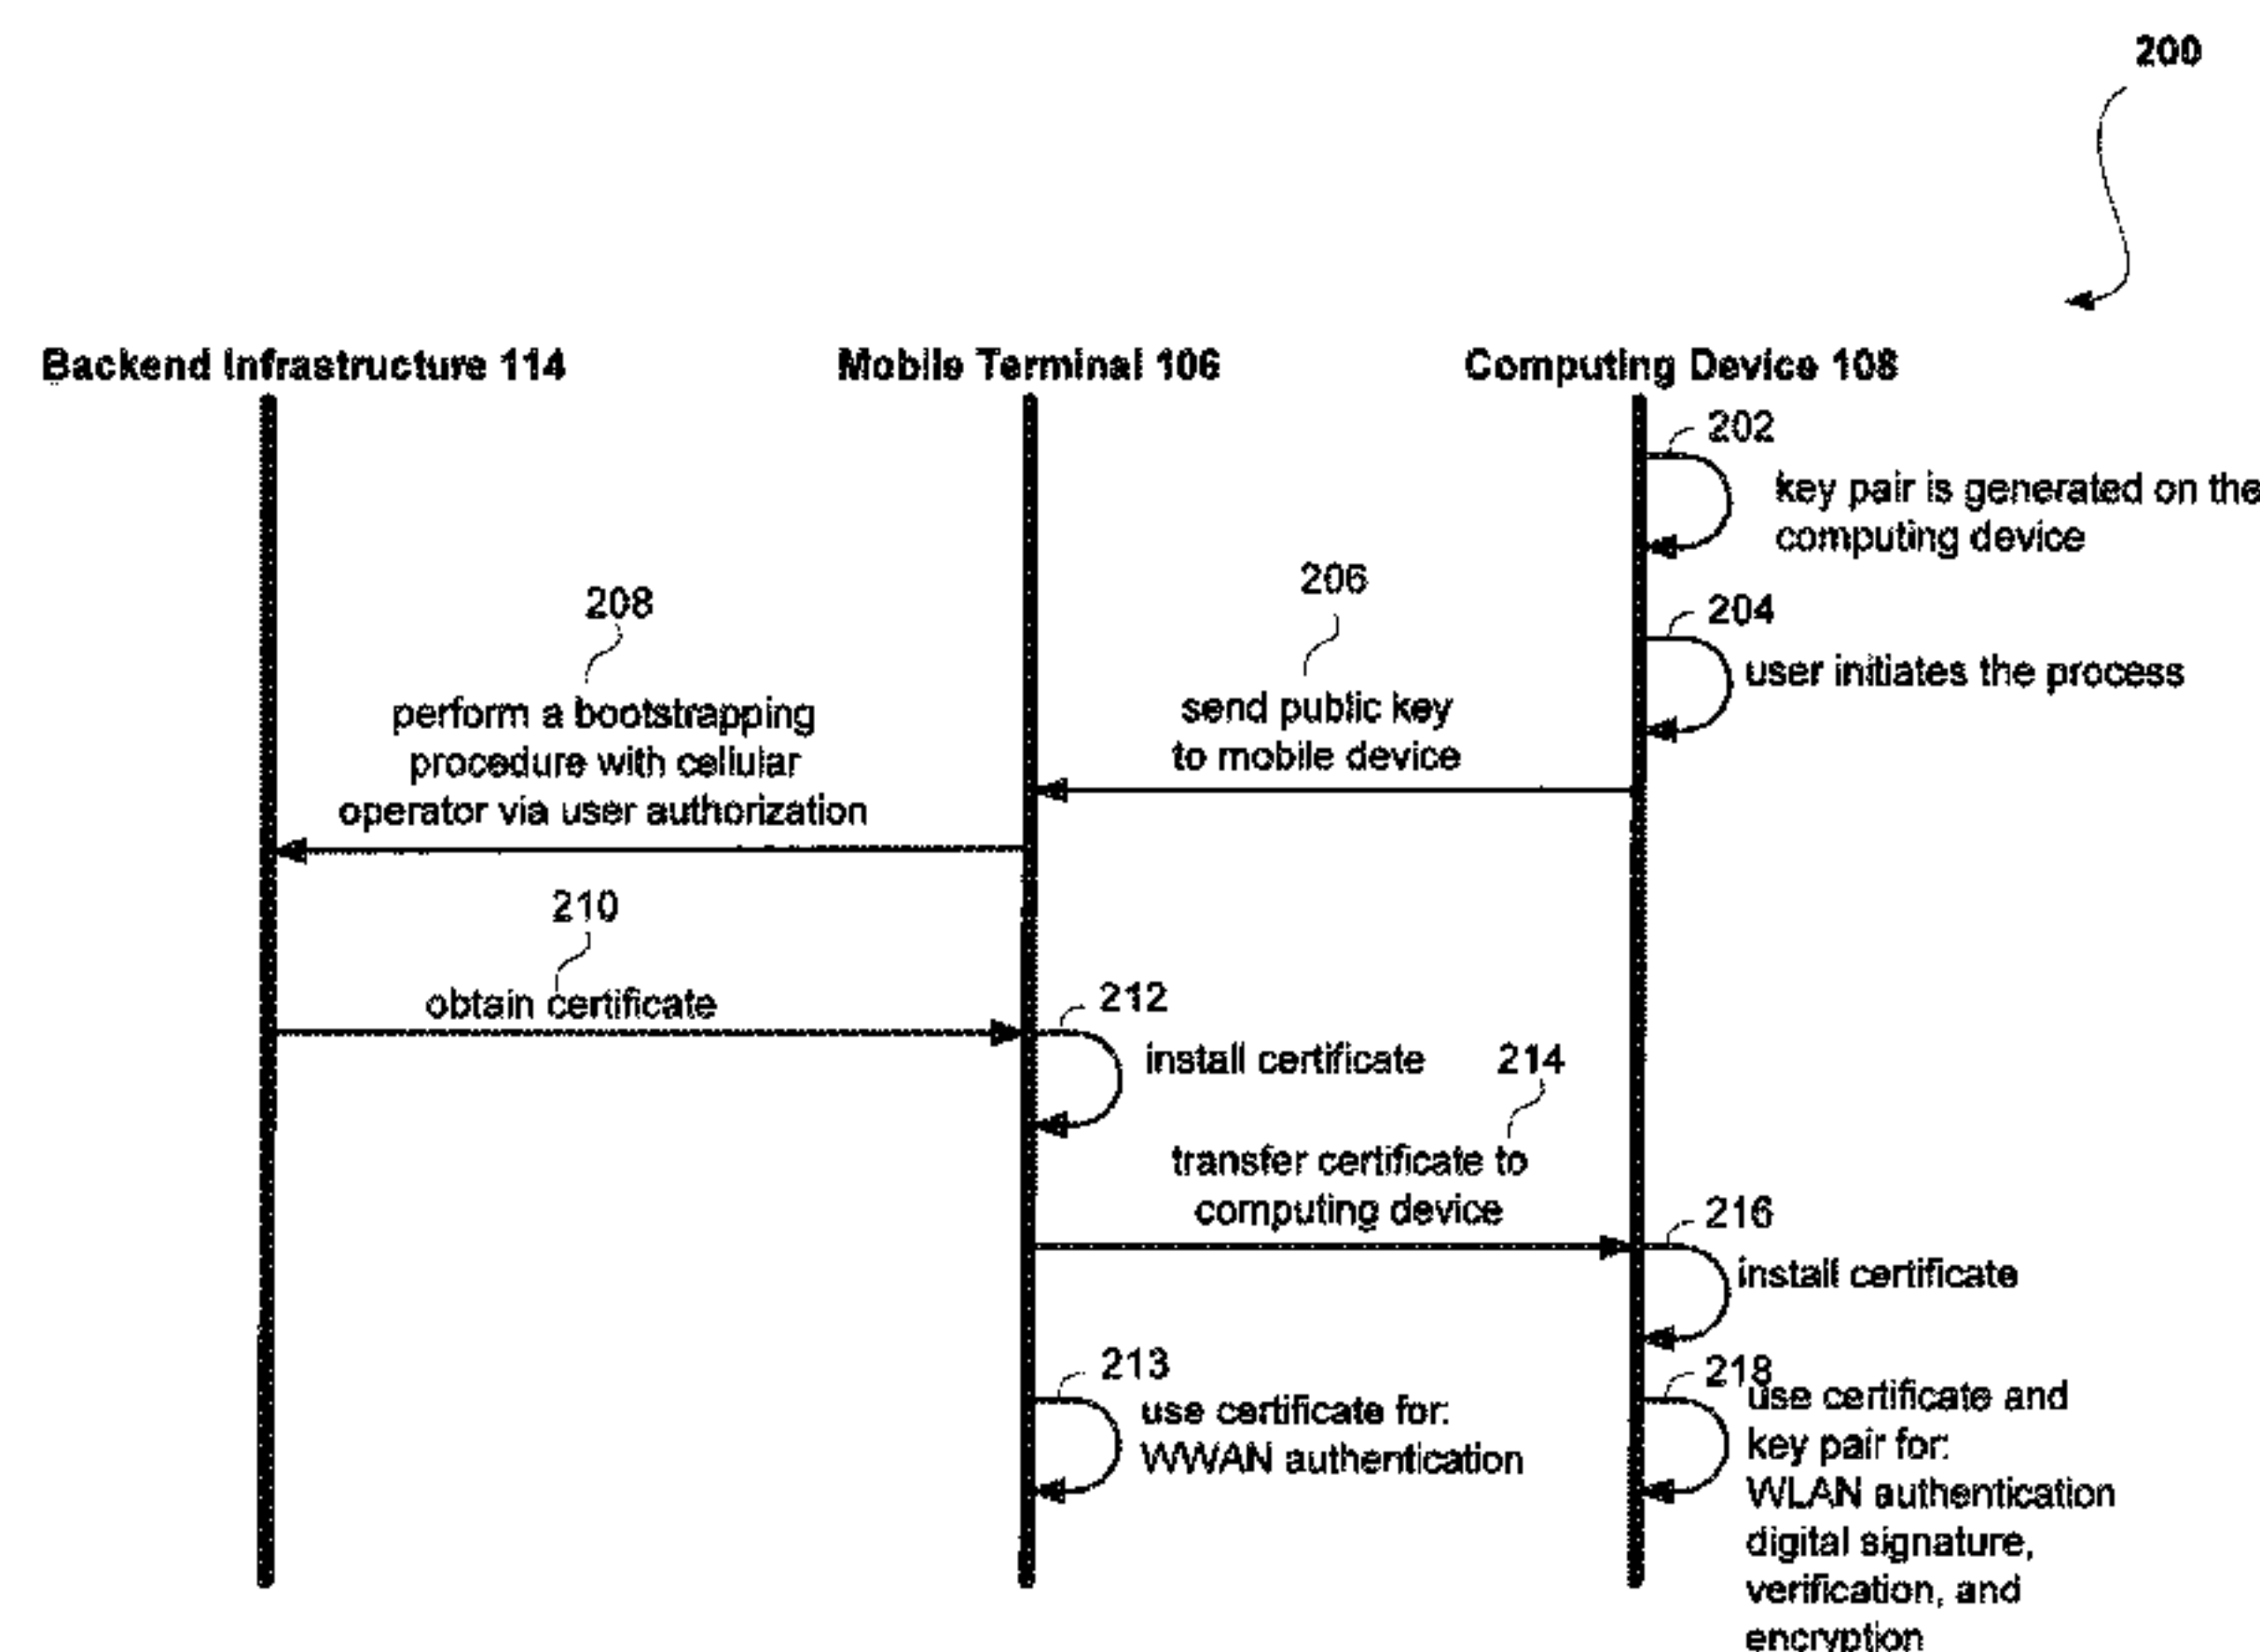 200
Backend Infrastructure 114
Mobile Terminal 106
Computing Device 108
202
key pair is generated on the
computing device
204
user initiates the process
206
send public key
to mobile device
208
perform a bootstrapping
procedure with cellular
operator via user authorization
210
obtain certificate
212
install certificate
214
transfer certificate to
computing device
216
install certificate
213
use certificate for:
WWAN authentication
218
use certificate and
key pair for:
WLAN authentication
digital signature,
verification, and
encryption